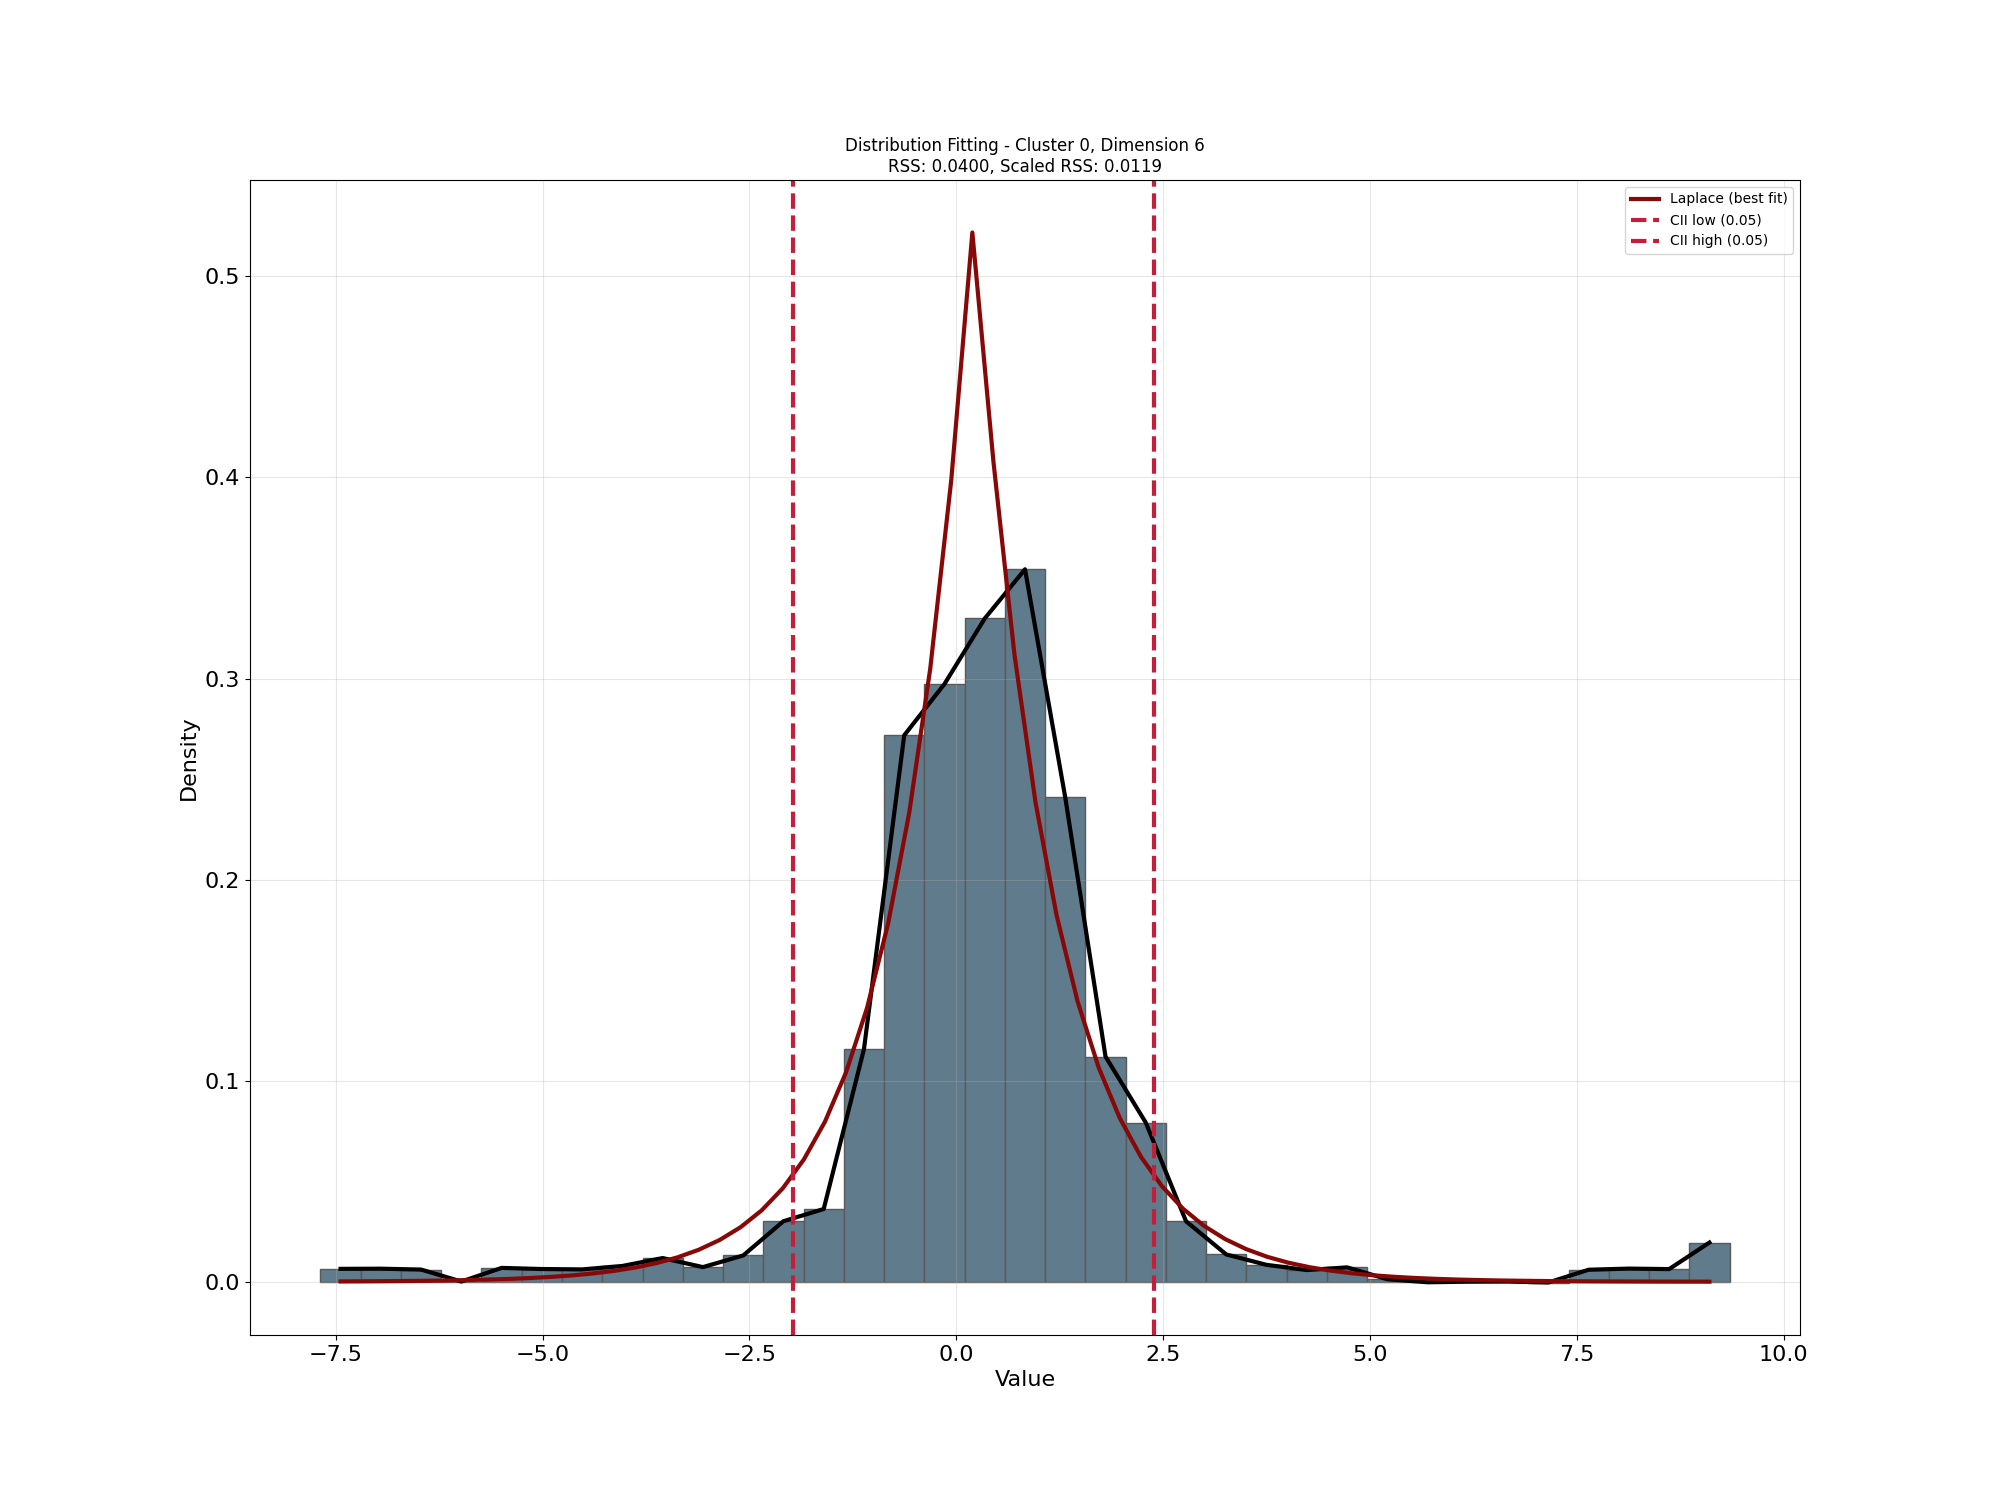 Distribution Fitting - Cluster 0, Dimension 6
RSS: 0.0400, Scaled RSS: 0.0119
Laplace (best fit)
CII low (0.05)
CII high (0.05)
0.5
0.4
0.3
0.2
0.1
0.0
Density
−7.5 −5.0 −2.5 0.0 2.5 5.0 7.5 10.0
Value